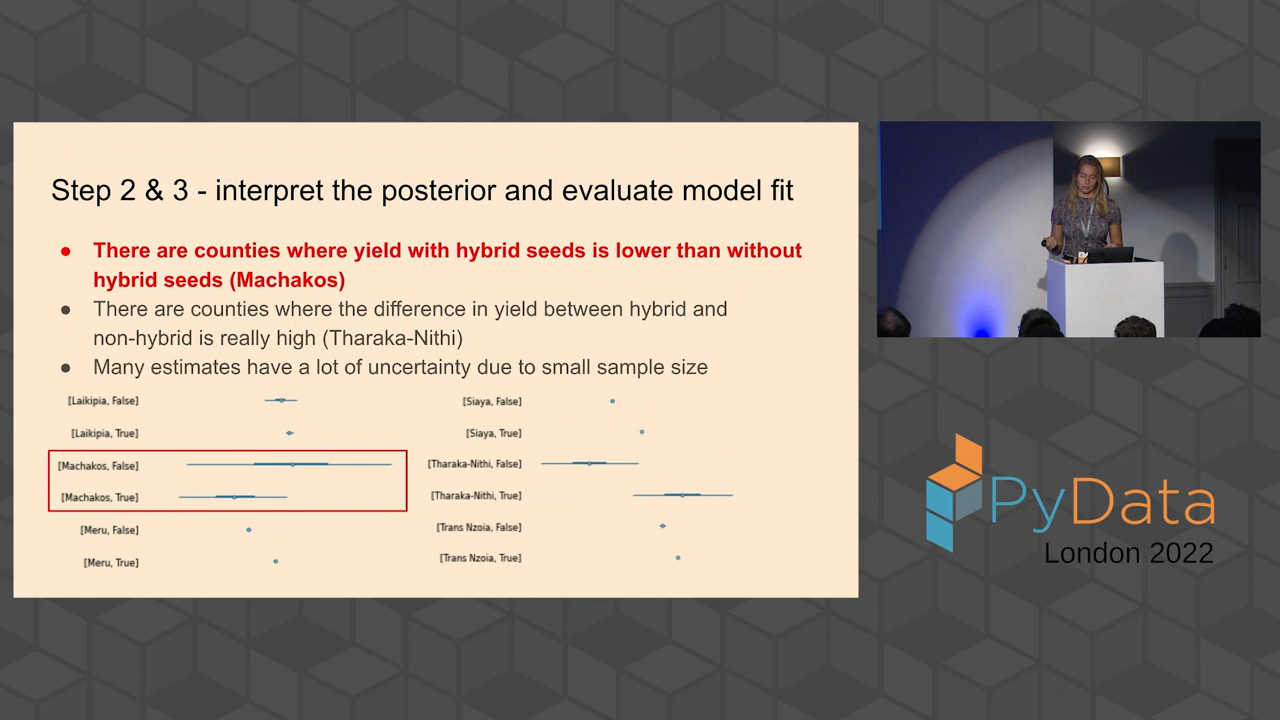 Step 2 & 3 - interpret the posterior and evaluate model fit
● There are counties where yield with hybrid seeds is lower than without
hybrid seeds (Machakos)
● There are counties where the difference in yield between hybrid and
non-hybrid is really high (Tharaka-Nithi)
● Many estimates have a lot of uncertainty due to small sample size
[Laikipia, False]
[Laikipia, True]
[Machakos, False]
[Machakos, True]
[Meru, False]
[Meru, True]
[Siaya, False]
[Siaya, True]
[Tharaka-Nithi, False]
[Tharaka-Nithi, True]
[Trans Nzoia, False]
[Trans Nzoia, True]
PyData
London 2022